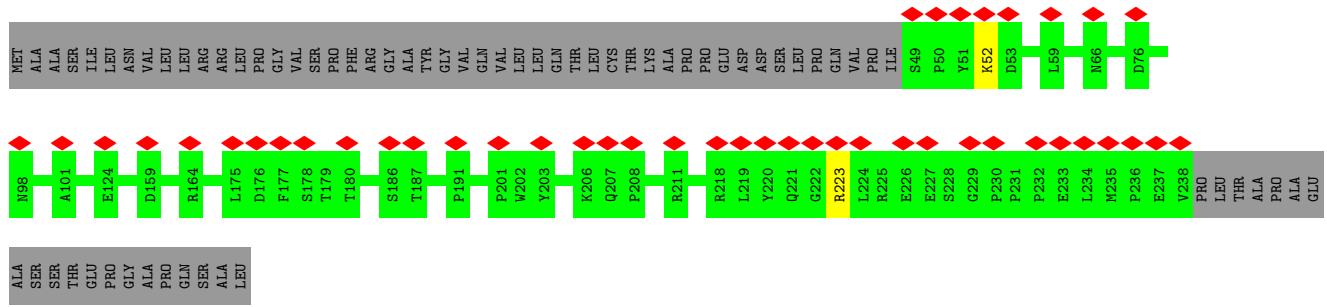 MET ALA ALA SER ILE LEU ASN VAL LEU LEU ARG ARG LEU PRO GLY VAL SER PRO PHE ARG GLY ALA TYR GLY VAL GLN VAL LEU LEU GLN THR LEU CYS THR LYS ALA PRO PRO GLU ASP ASP SER LEU PRO GLN VAL PRO ILE S49 P50 Y51 K52 D53 L59 N66 D76
N98 A101 E124 D159 R164 L175 D176 F177 S178 T179 T180 S186 T187 P191 P201 W202 Y203 K206 Q207 P208 R211 R218 L219 Y220 Q221 G222 R223 L224 R225 E226 E227 S228 G229 P230 P231 P232 E233 L234 M235 P236 E237 V238 PRO LEU THR ALA PRO ALA GLU
ALA SER SER THR GLU PRO GLY ALA PRO GLN SER ALA LEU